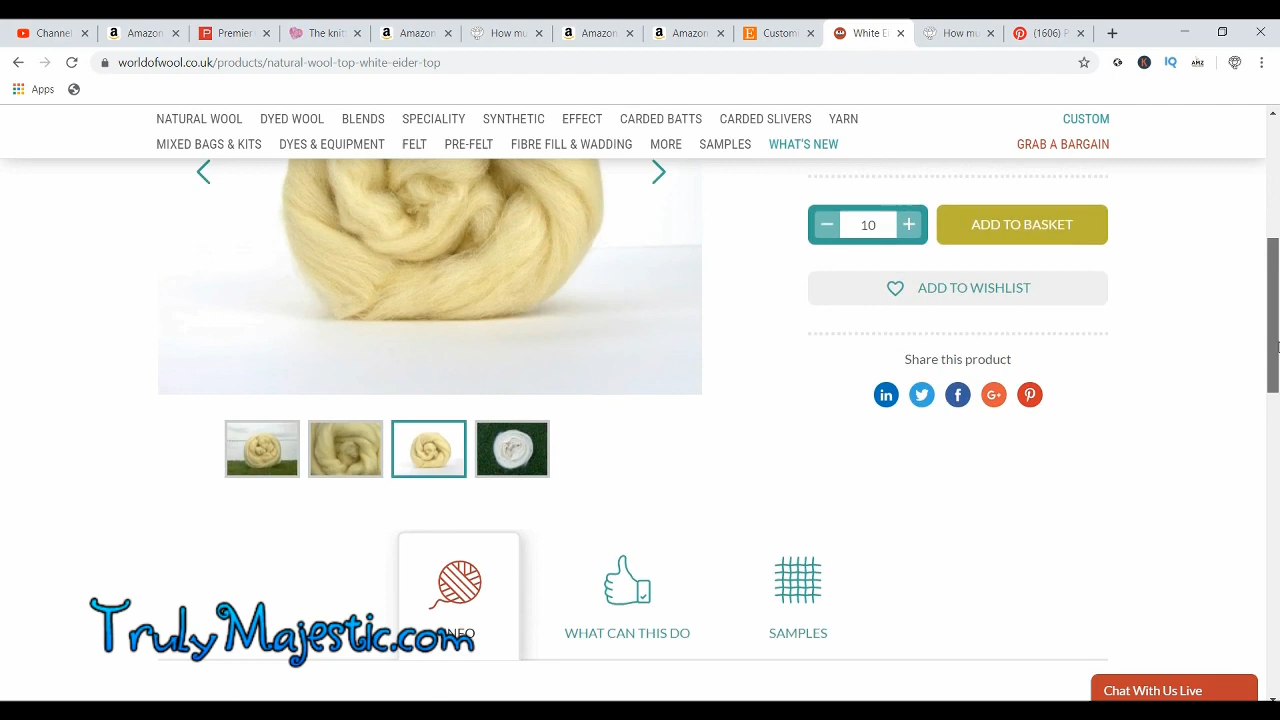 Channel Amazon Premier The knitt Amazon How mu Amazon Amazon Custom White Ei How mu (1606) P
worldofwool.co.uk/products/natural-wool-top-white-eider-top
Apps
NATURAL WOOL DYED WOOL BLENDS SPECIALITY SYNTHETIC EFFECT CARDED BATTS CARDED SLIVERS YARN CUSTOM
MIXED BAGS & KITS DYES & EQUIPMENT FELT PRE-FELT FIBRE FILL & WADDING MORE SAMPLES WHAT'S NEW GRAB A BARGAIN
10 ADD TO BASKET
ADD TO WISHLIST
Share this product
INFO WHAT CAN THIS DO SAMPLES
TrulyMajestic.com
Chat With Us Live